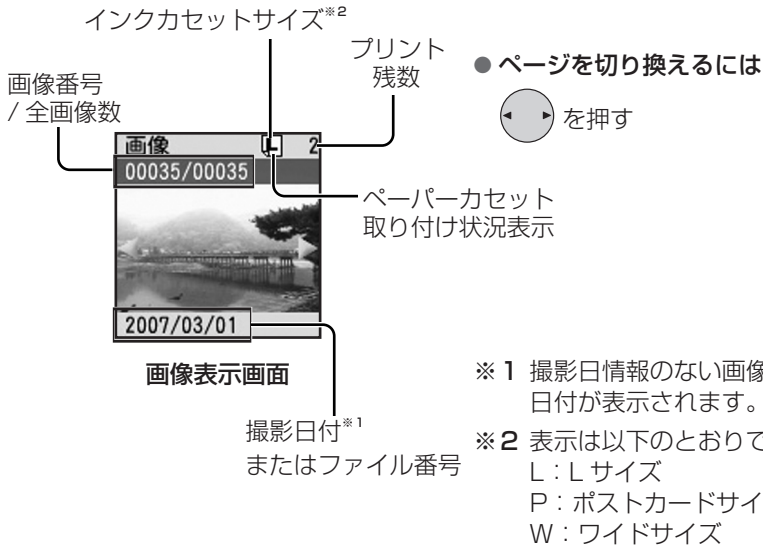 インクカセットサイズ※2
プリント
残数
画像番号
/ 全画像数
画像 L 2
00035/00035
ペーパーカセット
取り付け状況表示
2007/03/01
画像表示画面
撮影日付※1
またはファイル番号
● ページを切り換えるには
を押す
※1 撮影日情報のない画像
日付が表示されます。
※2 表示は以下のとおりで
L：L サイズ
P：ポストカードサイ
W：ワイドサイズ